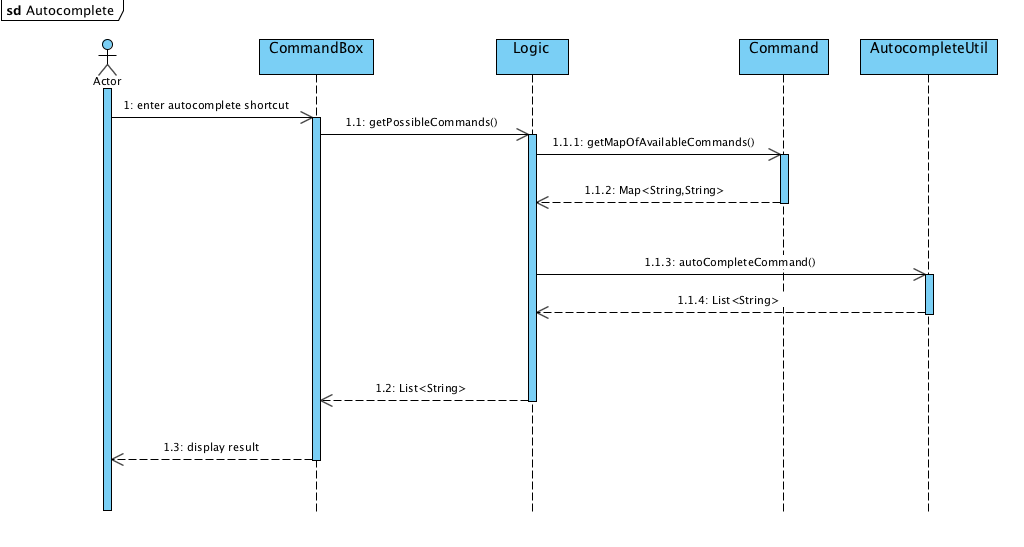 sd Autocomplete
Actor
CommandBox
Logic
Command
AutocompleteUtil
1: enter autocomplete shortcut
1.1: getPossibleCommands()
1.1.1: getMapOfAvailableCommands()
1.1.2: Map<String,String>
1.1.3: autoCompleteCommand()
1.1.4: List<String>
1.2: List<String>
1.3: display result